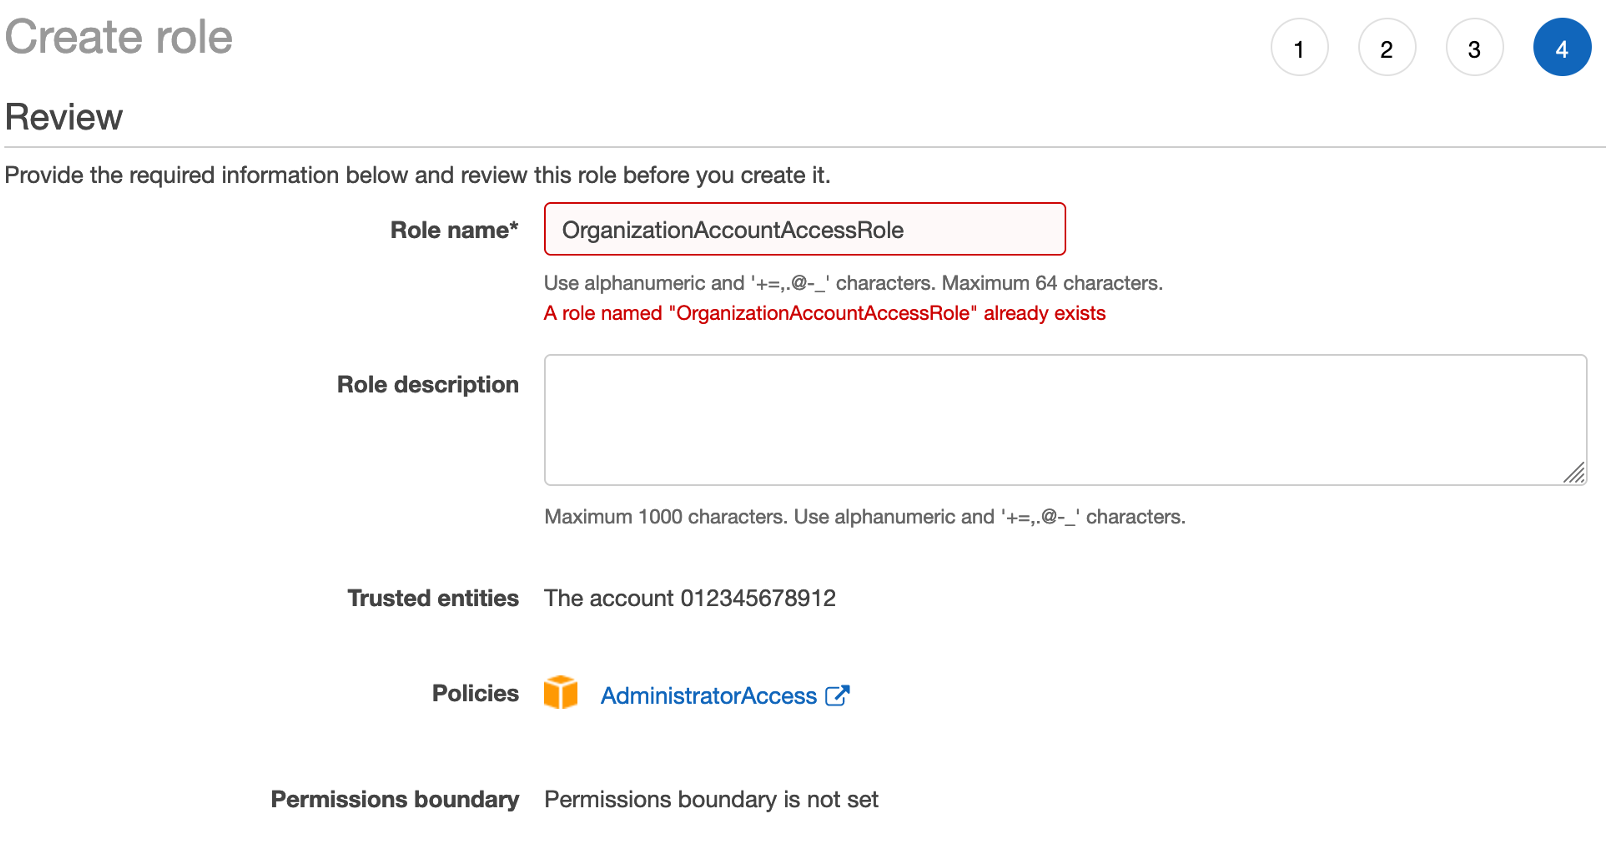 Create role
1 2 3 4
Review
Provide the required information below and review this role before you create it.
Role name* OrganizationAccountAccessRole
Use alphanumeric and '+=,.@-_' characters. Maximum 64 characters.
A role named "OrganizationAccountAccessRole" already exists
Role description
Maximum 1000 characters. Use alphanumeric and '+=,.@-_' characters.
Trusted entities The account 012345678912
Policies AdministratorAccess
Permissions boundary Permissions boundary is not set